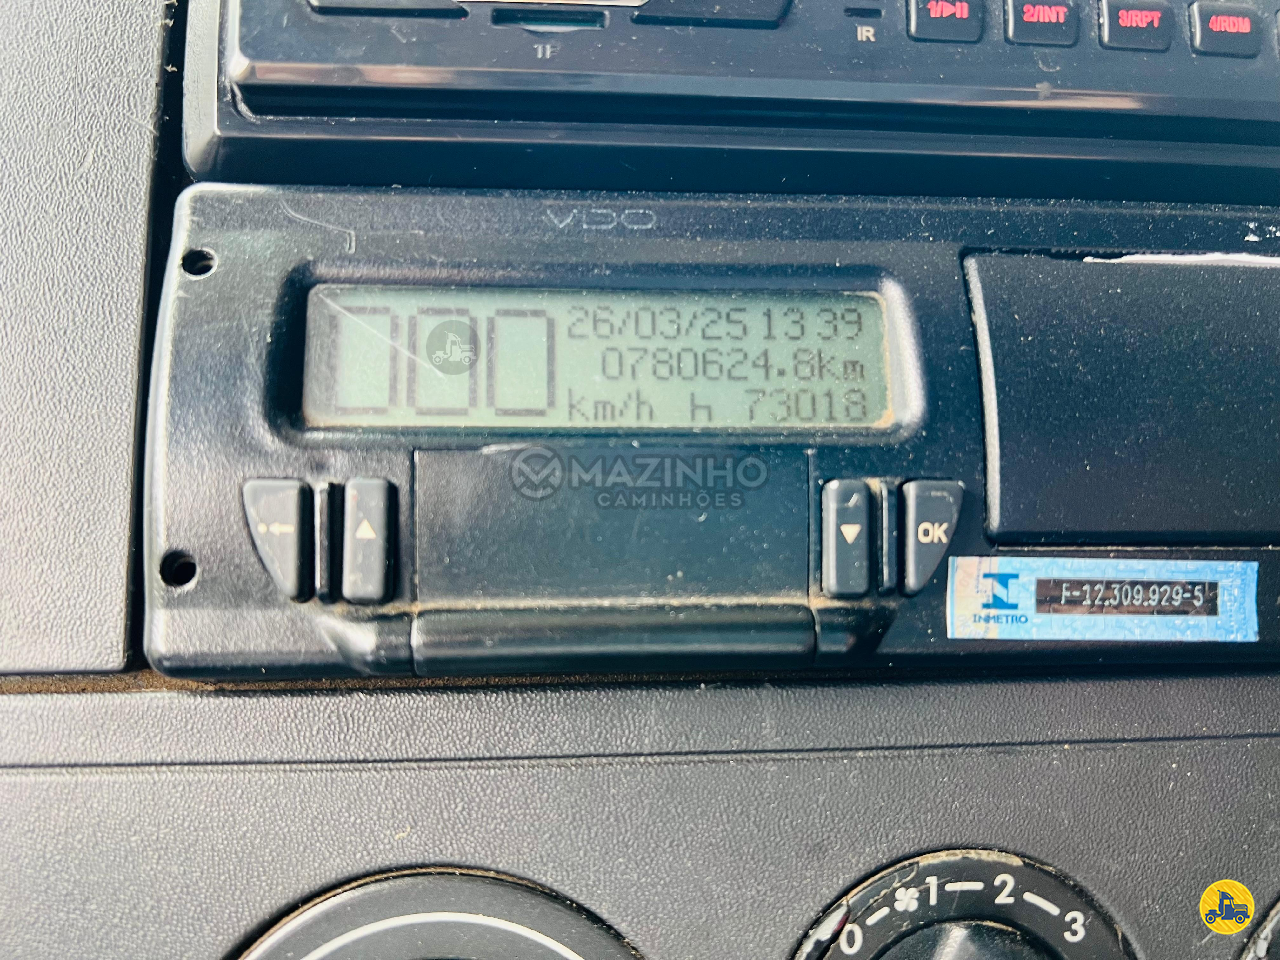 1/▶II
2/INT
3/RPT
4/RDM
IR
VDO
000
26/03/25 13 39
0780624.8km
km/h h 73018
MAZINHO
CAMINHÕES
OK
INMETRO
F-12.309.929-5
0 1 2 3